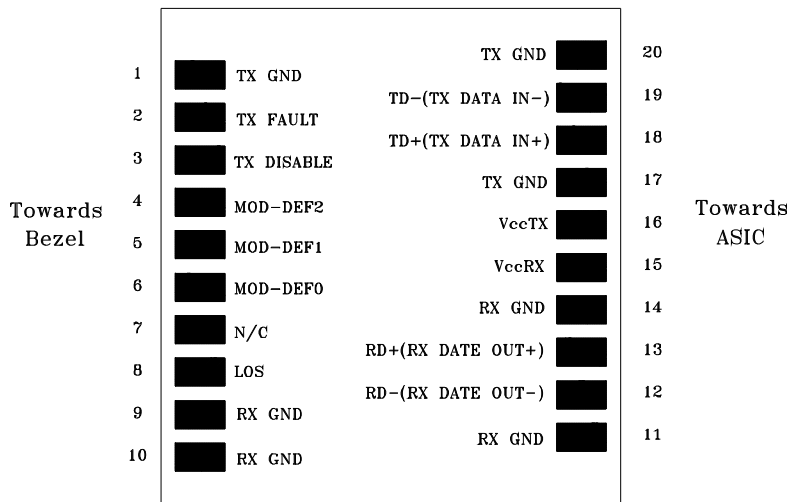 1 TX GND
2 TX FAULT
3 TX DISABLE
4 MOD-DEF2
5 MOD-DEF1
6 MOD-DEF0
7 N/C
8 LOS
9 RX GND
10 RX GND
Towards
Bezel
TX GND 20
TD-(TX DATA IN-) 19
TD+(TX DATA IN+) 18
TX GND 17
VccTX 16
VccRX 15
RX GND 14
RD+(RX DATE OUT+) 13
RD-(RX DATE OUT-) 12
RX GND 11
Towards
ASIC